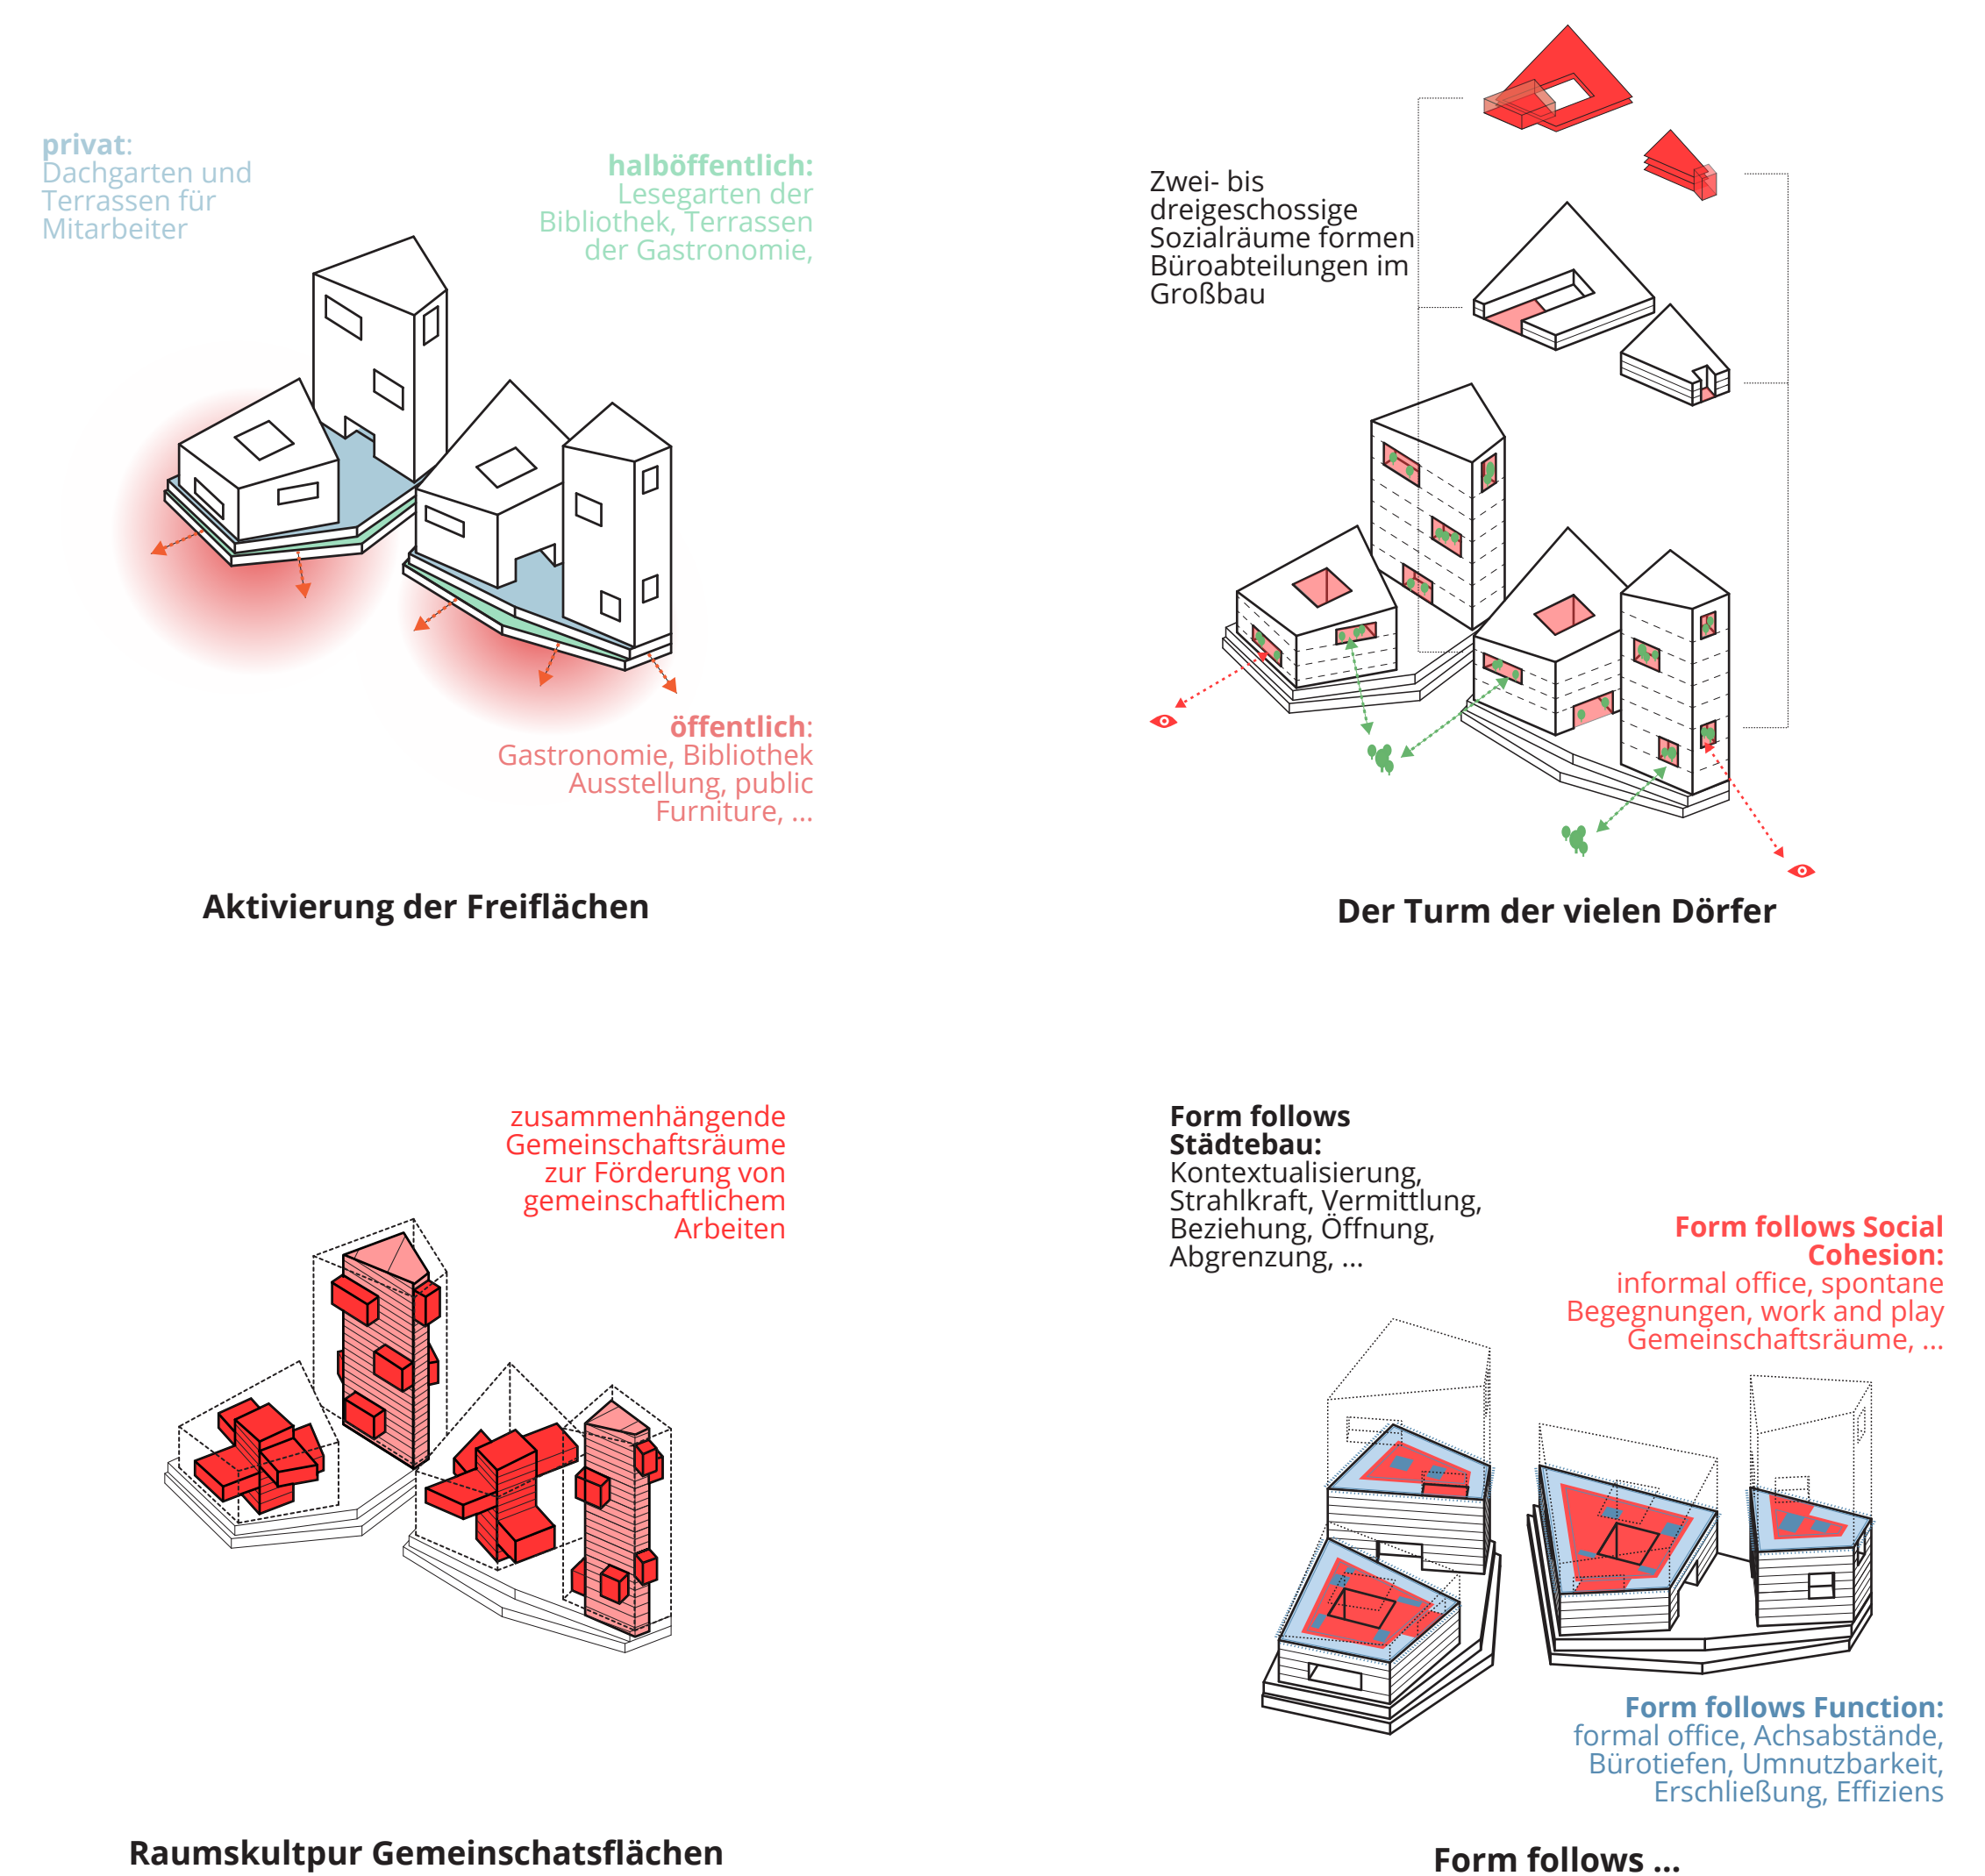 privat:
Dachgarten und
Terrassen für
Mitarbeiter
halböffentlich:
Lesegarten der
Bibliothek, Terrassen
der Gastronomie,
öffentlich:
Gastronomie, Bibliothek
Ausstellung, public
Furniture, ...
Aktivierung der Freiflächen
Zwei- bis
dreigeschossige
Sozialräume formen
Büroabteilungen im
Großbau
Der Turm der vielen Dörfer
zusammenhängende
Gemeinschaftsräume
zur Förderung von
gemeinschaftlichem
Arbeiten
Raumskultpur Gemeinschatsflächen
Form follows
Städtebau:
Kontextualisierung,
Strahlkraft, Vermittlung,
Beziehung, Öffnung,
Abgrenzung, ...
Form follows Social
Cohesion:
informal office, spontane
Begegnungen, work and play
Gemeinschaftsräume, ...
Form follows Function:
formal office, Achsabstände,
Bürotiefen, Umnutzbarkeit,
Erschließung, Effiziens
Form follows ...